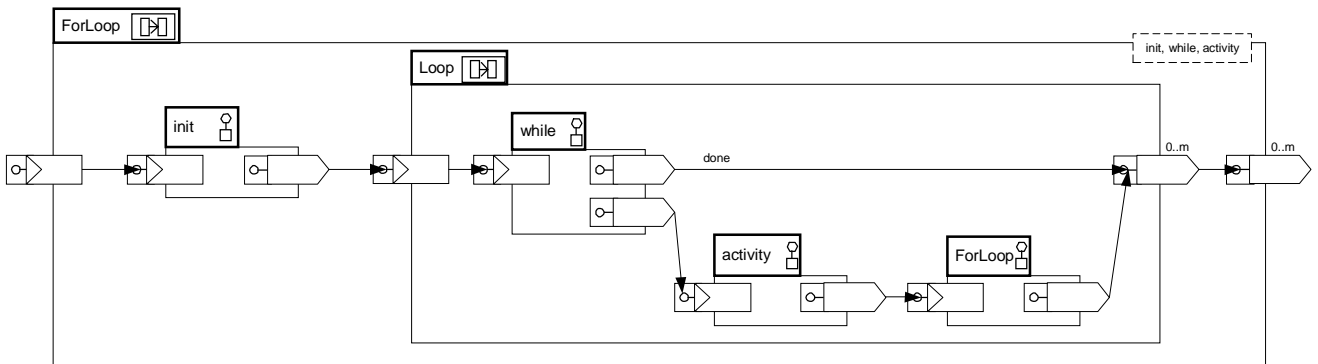 ForLoop
init, while, activity
Loop
init
while
0..m
0..m
done
activity
ForLoop